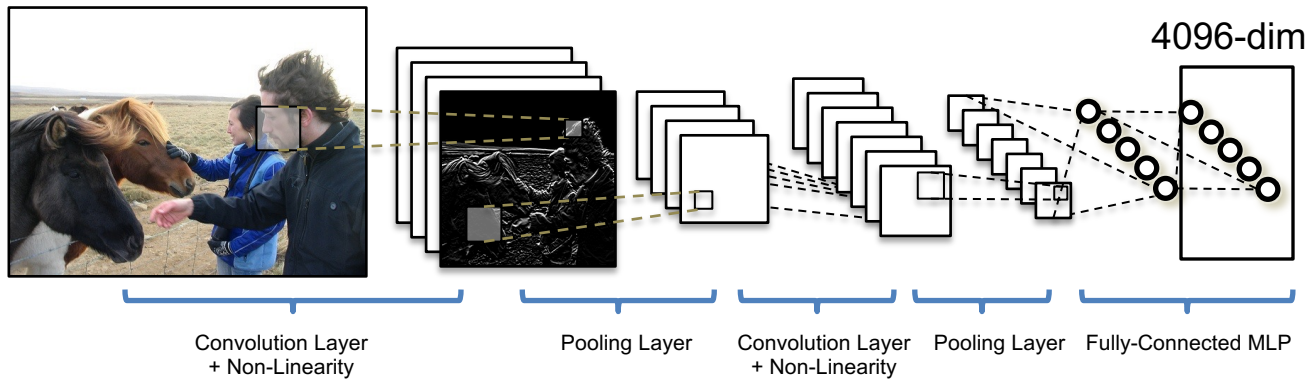 4096-dim
Convolution Layer
+ Non-Linearity
Pooling Layer
Convolution Layer
+ Non-Linearity
Pooling Layer
Fully-Connected MLP